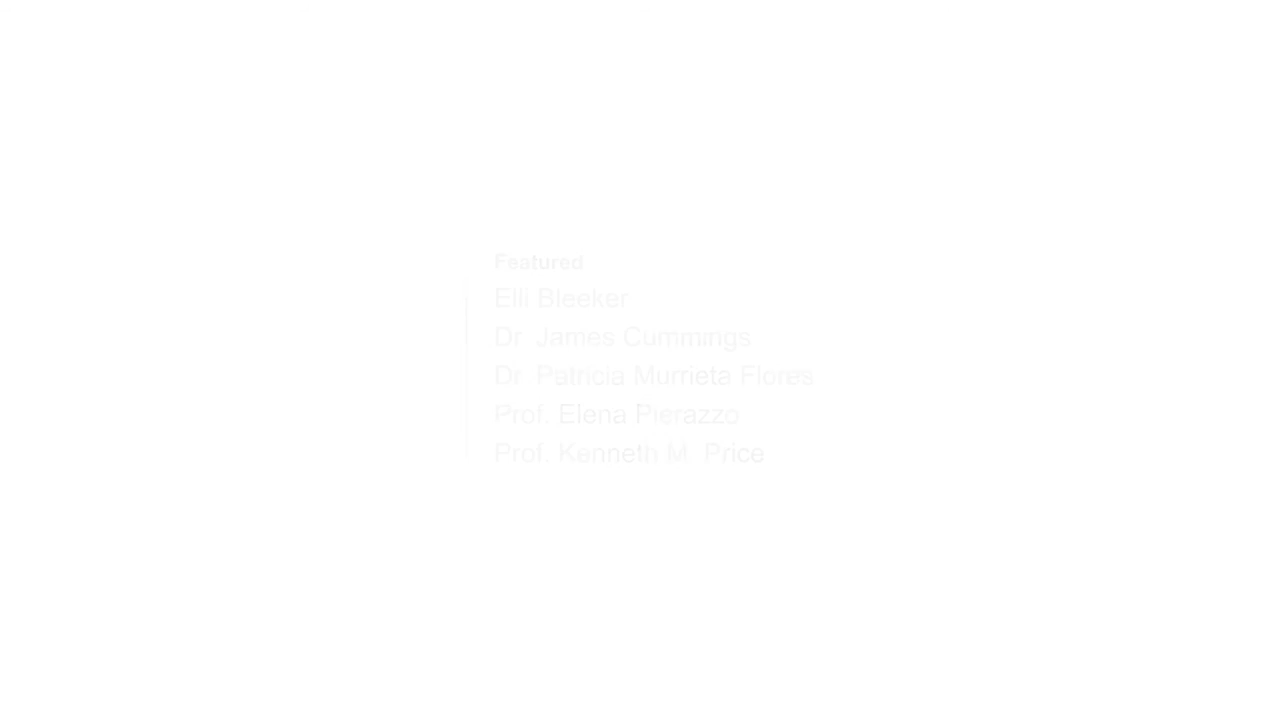 Featured
Elli Bleeker
Dr. James Cummings
Dr. Patricia Murrieta Flores
Prof. Elena Pierazzo
Prof. Kenneth M. Price